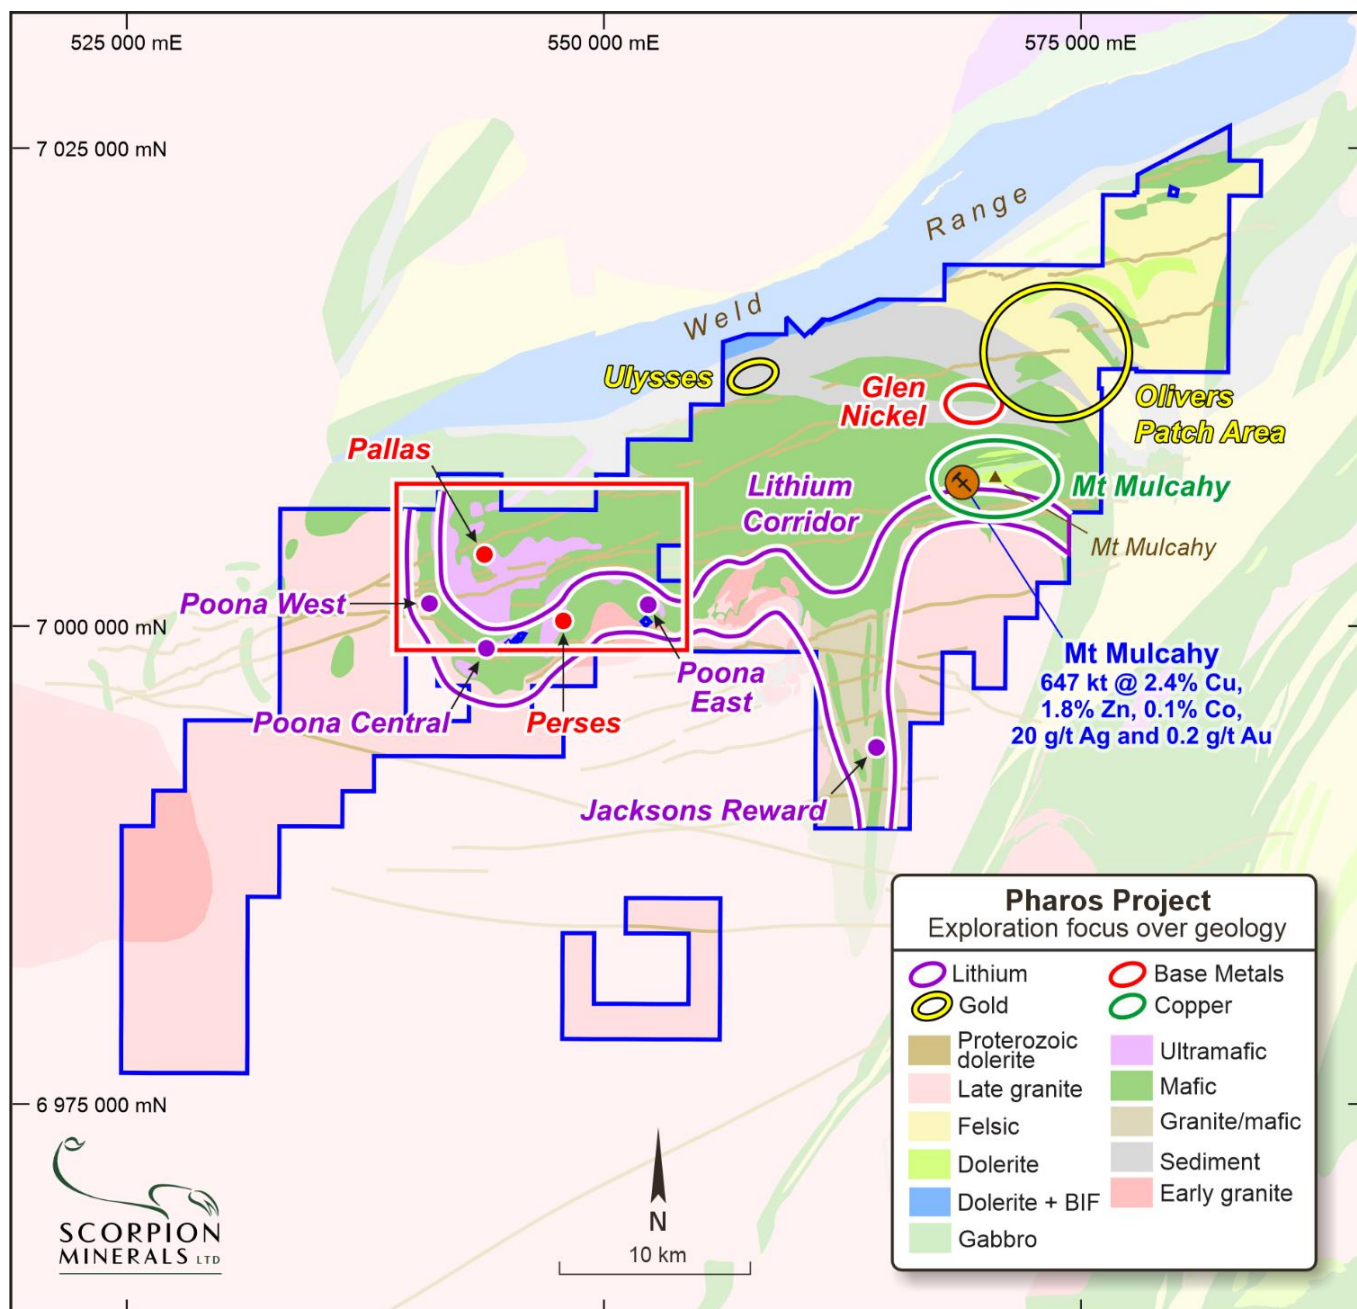 525 000 mE
550 000 mE
575 000 mE
7 025 000 mN
Weld Range
Ulysses
Glen
Nickel
Olivers
Patch Area
Pallas
Lithium
Corridor
Mt Mulcahy
Mt Mulcahy
Poona West
7 000 000 mN
Mt Mulcahy
647 kt @ 2.4% Cu,
1.8% Zn, 0.1% Co,
20 g/t Ag and 0.2 g/t Au
Poona
East
Poona Central
Perses
Jacksons Reward
Pharos Project
Exploration focus over geology
Lithium
Base Metals
Gold
Copper
Proterozoic
dolerite
Ultramafic
Late granite
Mafic
Felsic
Granite/mafic
Dolerite
Sediment
Dolerite + BIF
Early granite
Gabbro
6 975 000 mN
N
10 km
SCORPION
MINERALS LTD